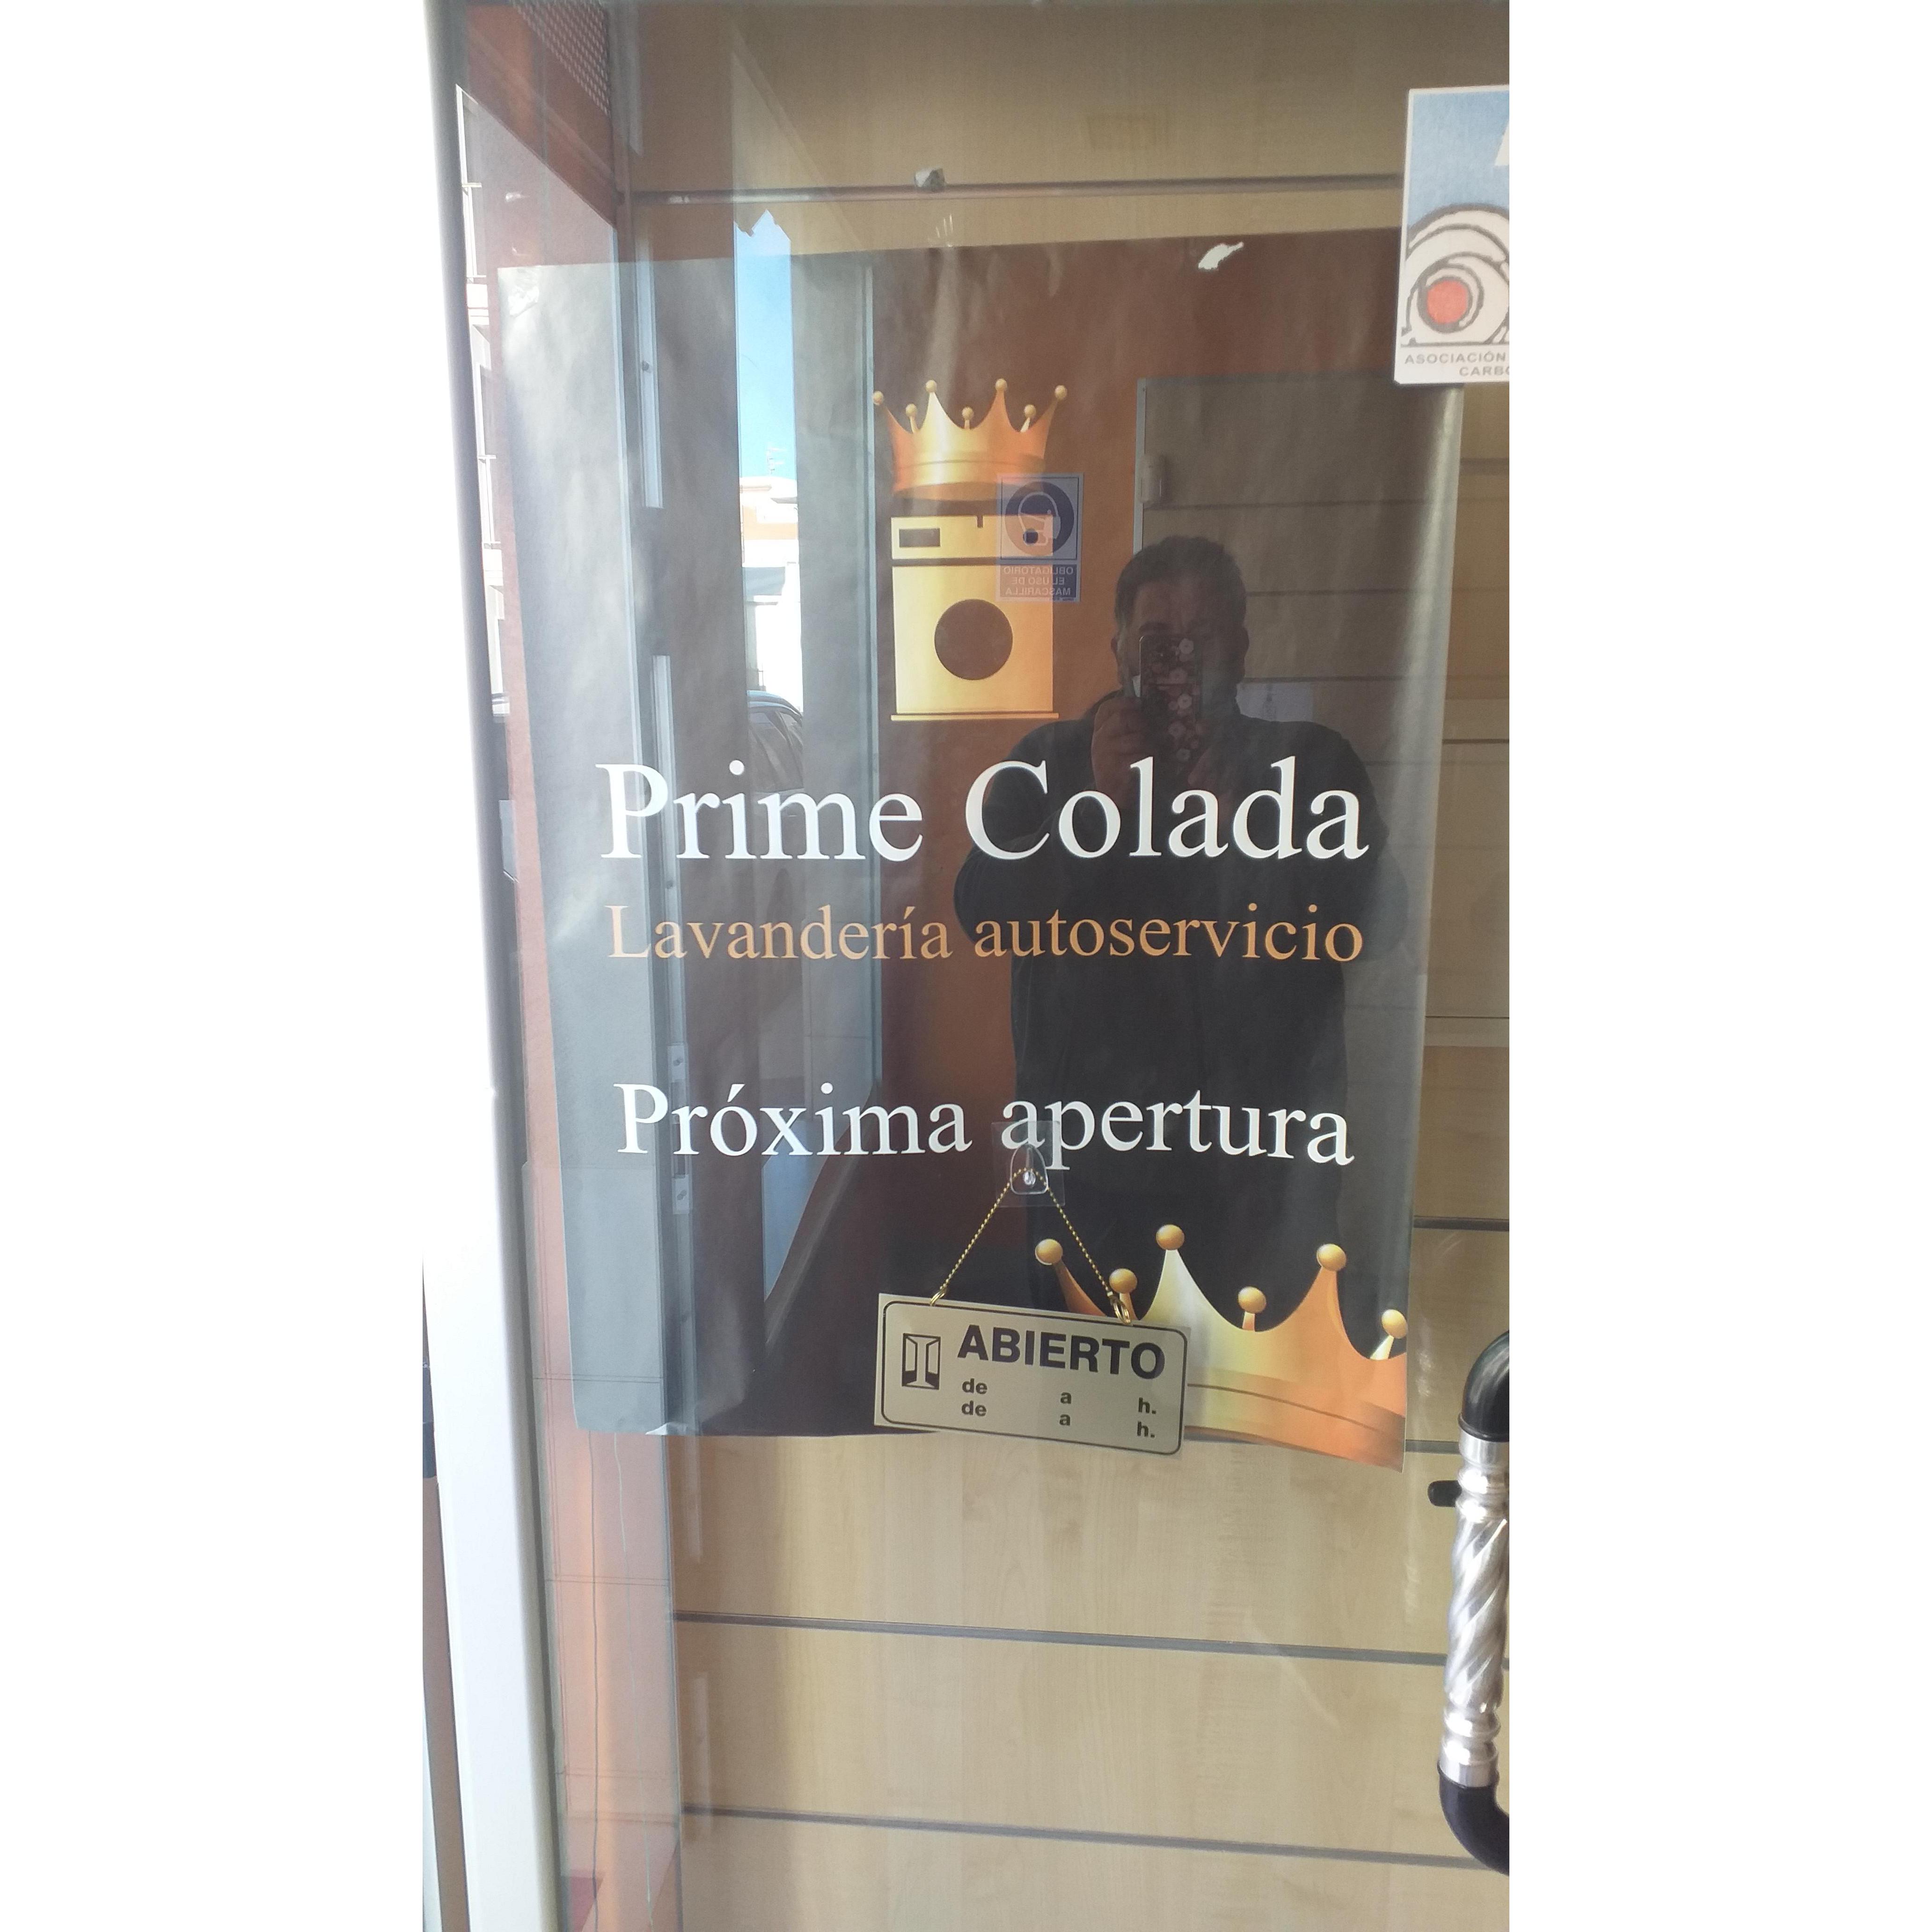 ASOCIACIÓN
OBLIGATORIO
EL USO DE
MASCARILLA
Prime Colada
Lavandería autoservicio
Próxima apertura
ABIERTO
de a h.
de a h.